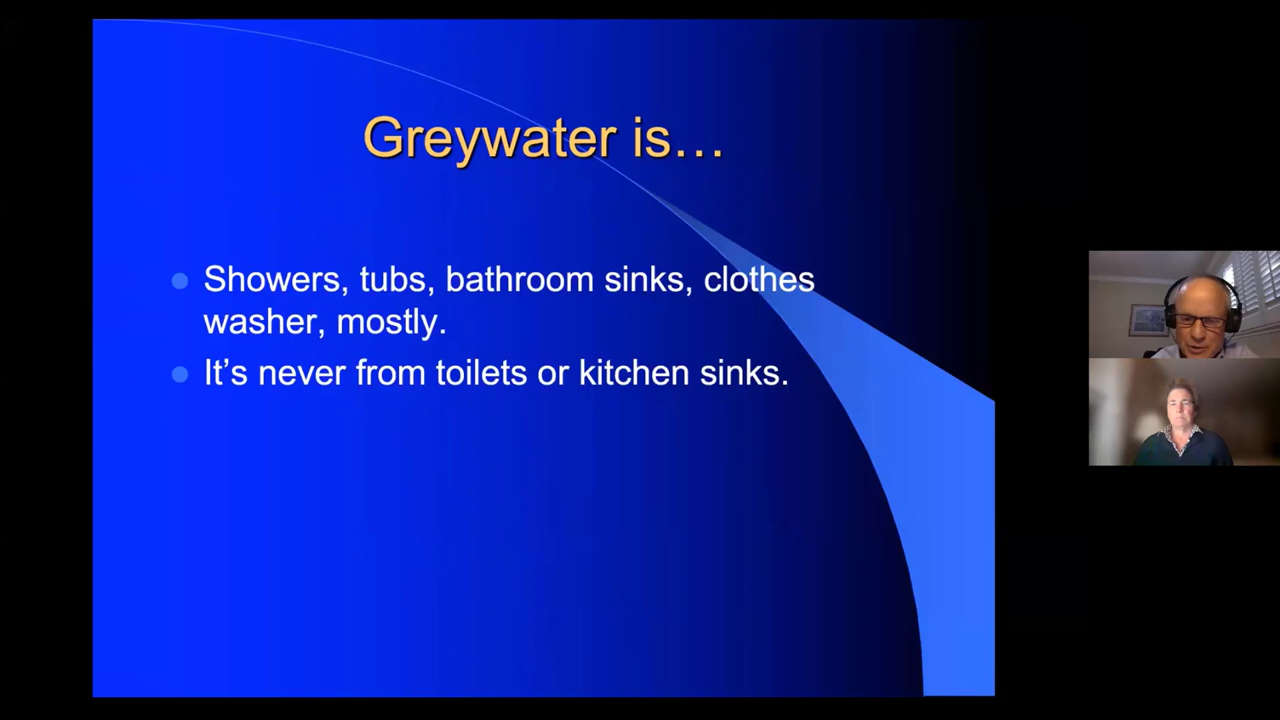 Greywater is…
Showers, tubs, bathroom sinks, clothes
washer, mostly.
It’s never from toilets or kitchen sinks.